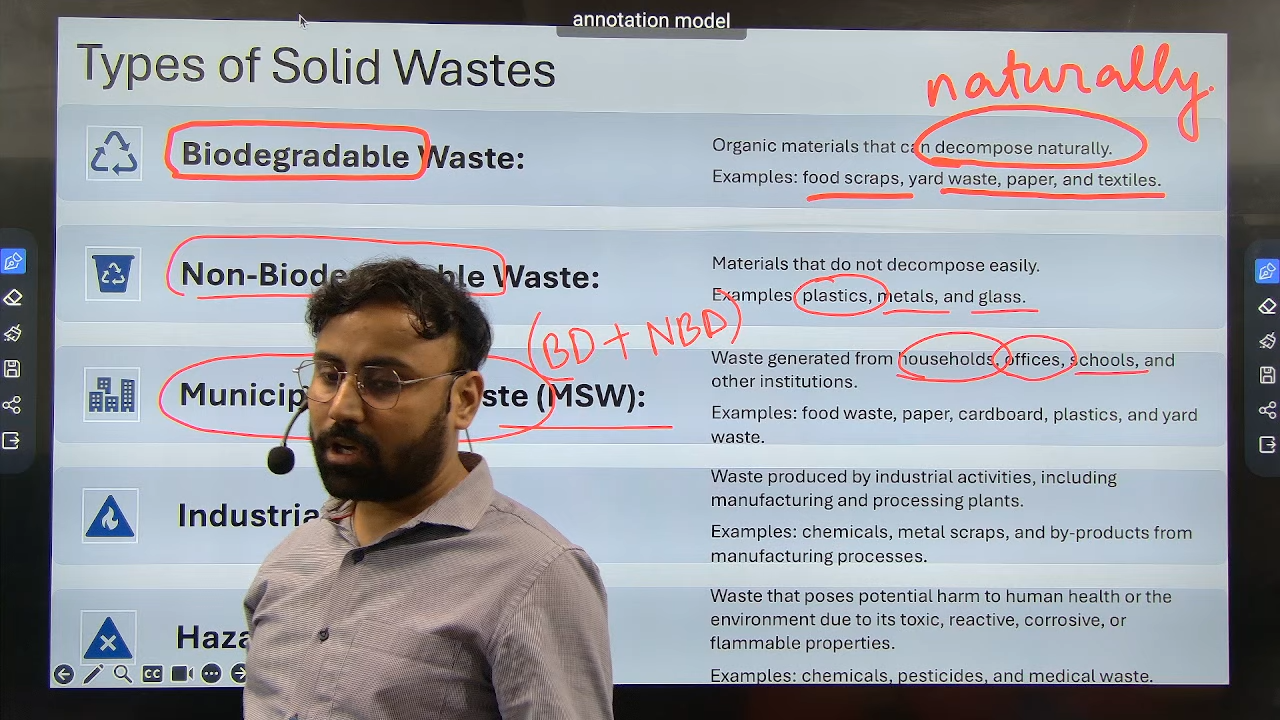 annotation model
Types of Solid Wastes
naturally.
Biodegradable Waste:
Organic materials that can decompose naturally.
Examples: food scraps, yard waste, paper, and textiles.
Waste:
Materials that do not decompose easily.
Examples: plastics, metals, and glass.
(BD + NBD)
(MSW):
Waste generated from households, offices, schools, and
other institutions.
Examples: food waste, paper, cardboard, plastics, and yard
waste.
Waste produced by industrial activities, including
manufacturing and processing plants.
Examples: chemicals, metal scraps, and by-products from
manufacturing processes.
Waste that poses potential harm to human health or the
environment due to its toxic, reactive, corrosive, or
flammable properties.
Examples: chemicals, pesticides, and medical waste.
CC